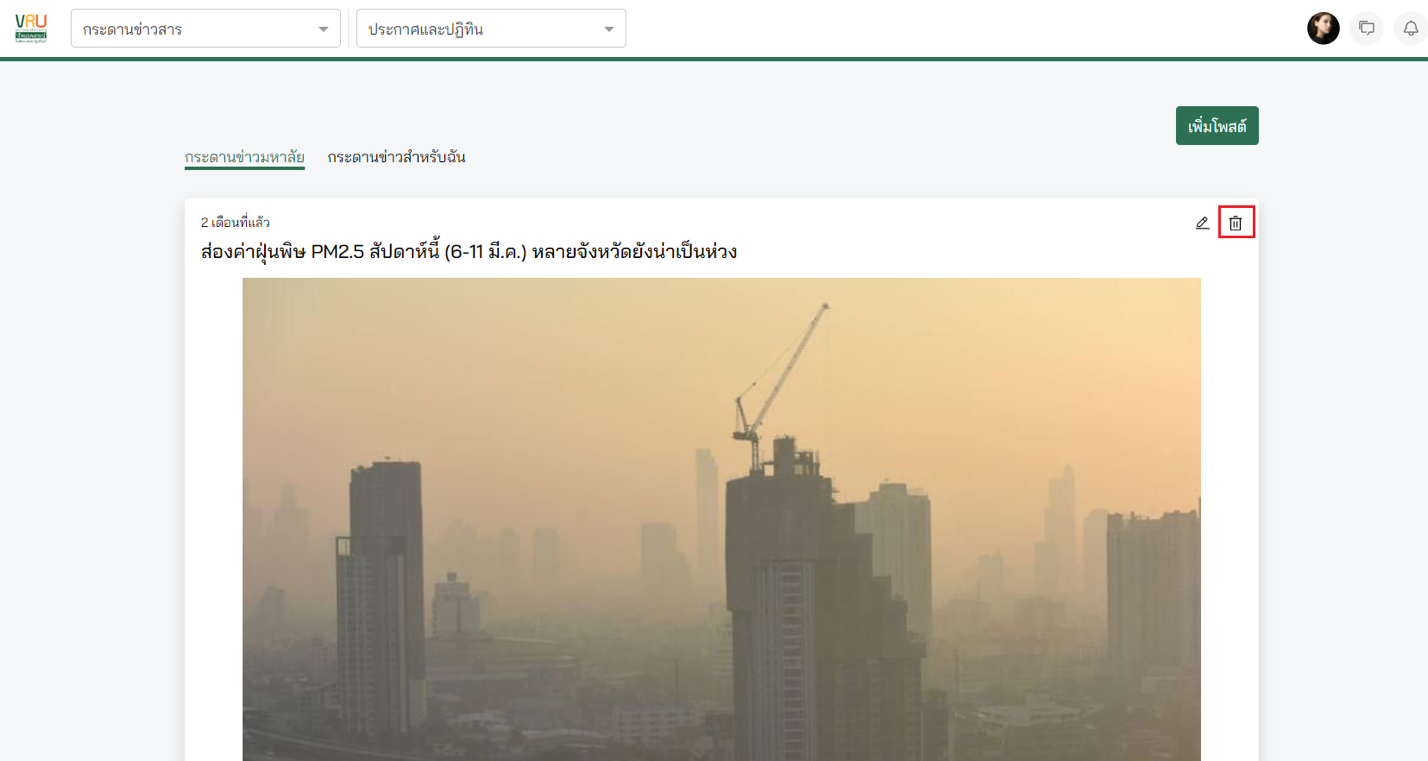 VRU
กระดานข่าวสาร
ประกาศและปฏิทิน
เพิ่มโพสต์
กระดานข่าวมหาลัย
กระดานข่าวสำหรับฉัน
2 เดือนที่แล้ว
ส่องค่าฝุ่นพิษ PM2.5 สัปดาห์นี้ (6-11 มี.ค.) หลายจังหวัดยังน่าเป็นห่วง